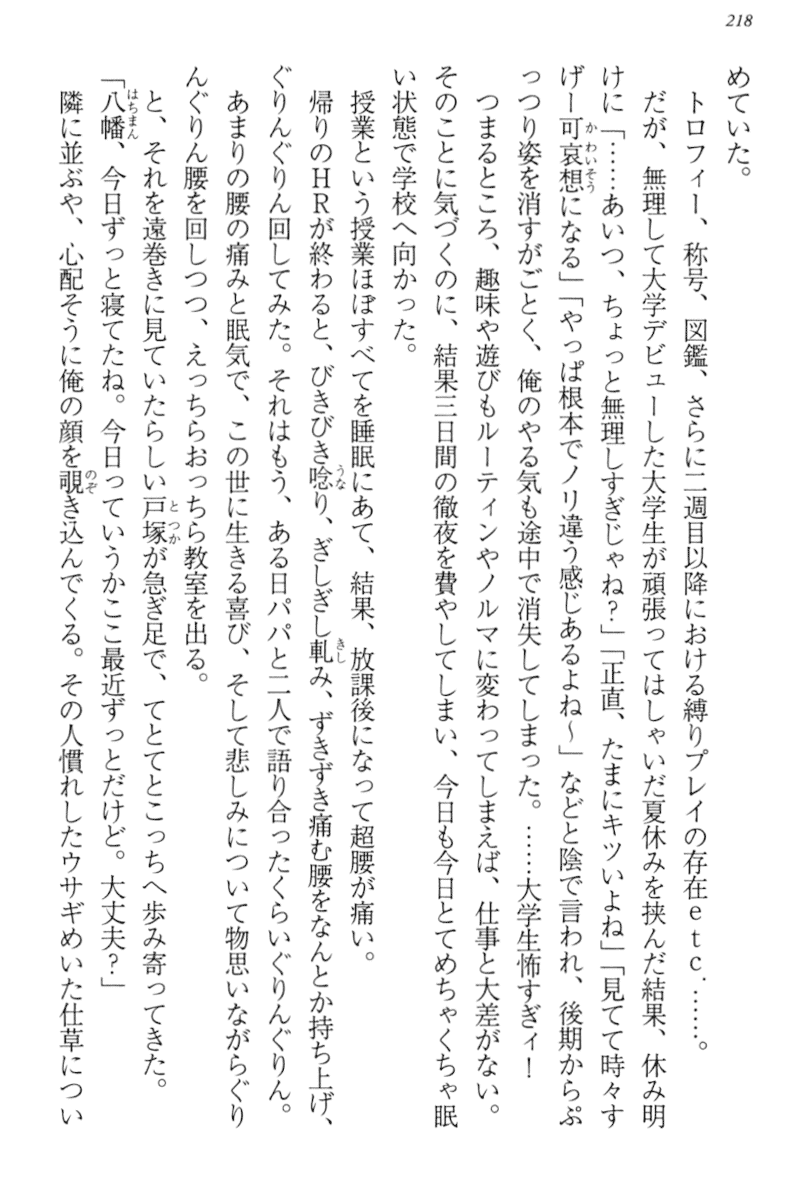 218
めていた。
トロフィー、称号、図鑑、さらに二週目以降における縛りプレイの存在ｅｔｃ．……。
だが、無理して大学デビューした大学生が頑張ってはしゃいだ夏休みを挟んだ結果、休み明
けに「……あいつ、ちょっと無理しすぎじゃね？」「正直、たまにキツいよね」「見てて時々す
げー可哀想になる」「やっぱ根本でノリ違う感じあるよね～」などと陰で言われ、後期からぷ
っつり姿を消すがごとく、俺のやる気も途中で消失してしまった。……大学生怖すぎィ！
つまるところ、趣味や遊びもルーティンやノルマに変わってしまえば、仕事と大差がない。
そのことに気づくのに、結果三日間の徹夜を費やしてしまい、今日も今日とてめちゃくちゃ眠
い状態で学校へ向かった。
授業という授業ほぼすべてを睡眠にあて、結果、放課後になって超腰が痛い。
帰りのＨＲが終わると、びきびき唸り、ぎしぎし軋み、ずきずき痛む腰をなんとか持ち上げ、
ぐりんぐりん回してみた。それはもう、ある日パパと二人で語り合ったくらいぐりんぐりん。
あまりの腰の痛みと眠気で、この世に生きる喜び、そして悲しみについて物思いながらぐり
んぐりん腰を回しつつ、えっちらおっちら教室を出る。
と、それを遠巻きに見ていたらしい戸塚が急ぎ足で、てとてとこっちへ歩み寄ってきた。
「八幡、今日ずっと寝てたね。今日っていうかここ最近ずっとだけど。大丈夫？」
隣に並ぶや、心配そうに俺の顔を覗き込んでくる。その人慣れしたウサギめいた仕草につい